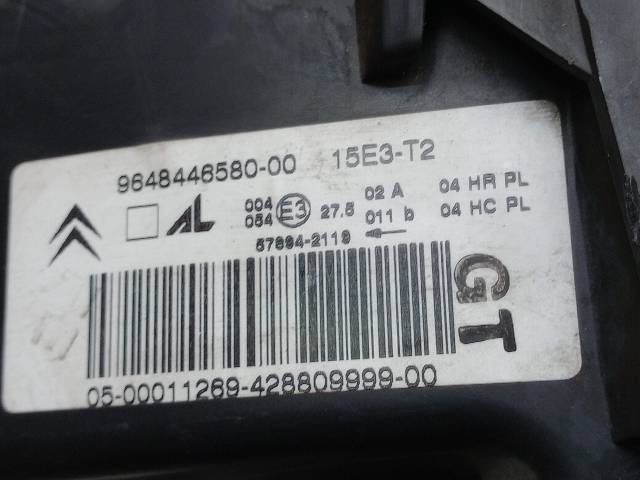 9648446580-00 15E3-T2
AL 004 E3 27.5 02 A 04 HR PL
054 011 b 04 HC PL
57694-2119
GT
05-00011269-428809999-00